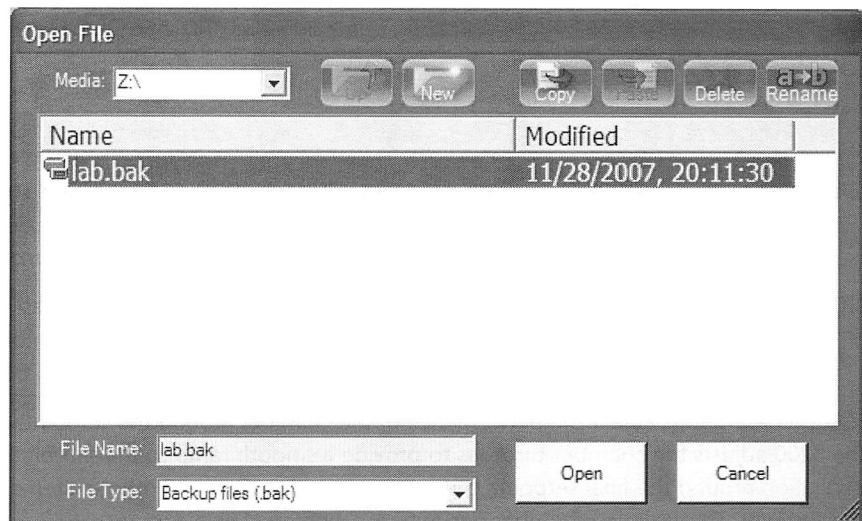 Open File
Media: Z:\
Up New Copy Paste Delete a→b Rename
Name Modified
lab.bak 11/28/2007, 20:11:30
File Name: lab.bak
File Type: Backup files (.bak)
Open Cancel